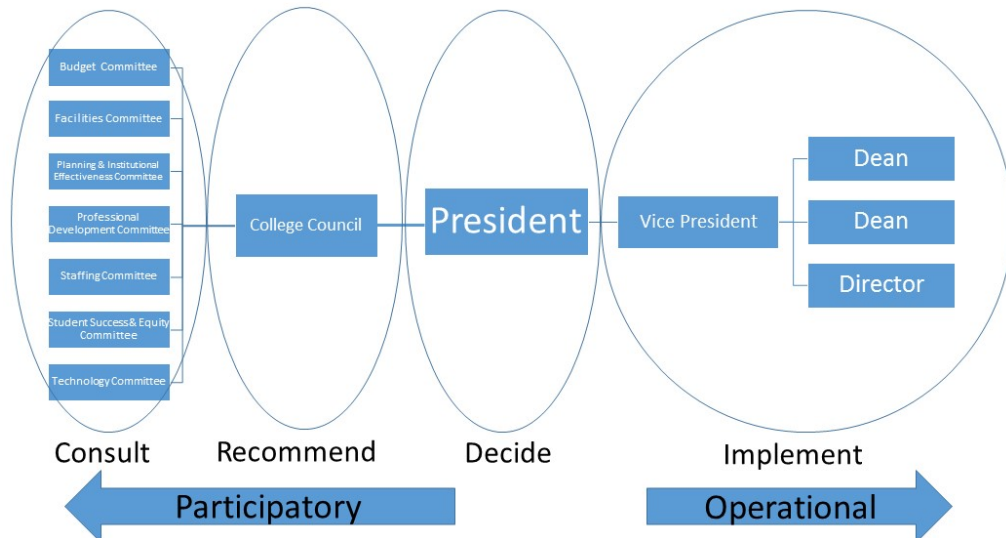 Budget Committee
Facilities Committee
Planning & Institutional
Effectiveness Committee
Professional
Development Committee
Staffing Committee
Student Success & Equity
Committee
Technology Committee
College Council
President
Vice President
Dean
Dean
Director
Consult
Recommend
Decide
Implement
Participatory
Operational